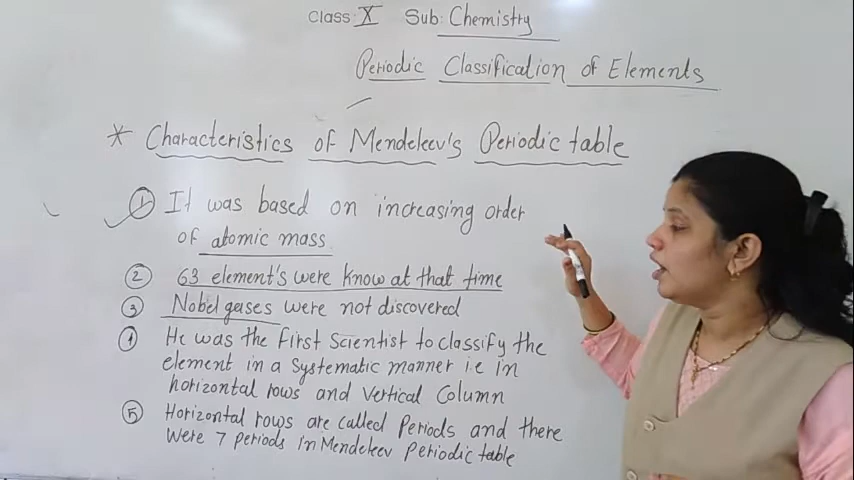 Class: X Sub: Chemistry
Periodic Classification of Elements
* Characteristics of Mendeleev's Periodic table
① It was based on increasing order
of atomic mass.
② 63 element's were know at that time
③ Nobel gases were not discovered
① He was the First Scientist to classify the
element in a Systematic manner i.e in
horizontal rows and Vertical Column
⑤ Horizontal rows are called Periods and there
were 7 periods in Mendeleev Periodic table